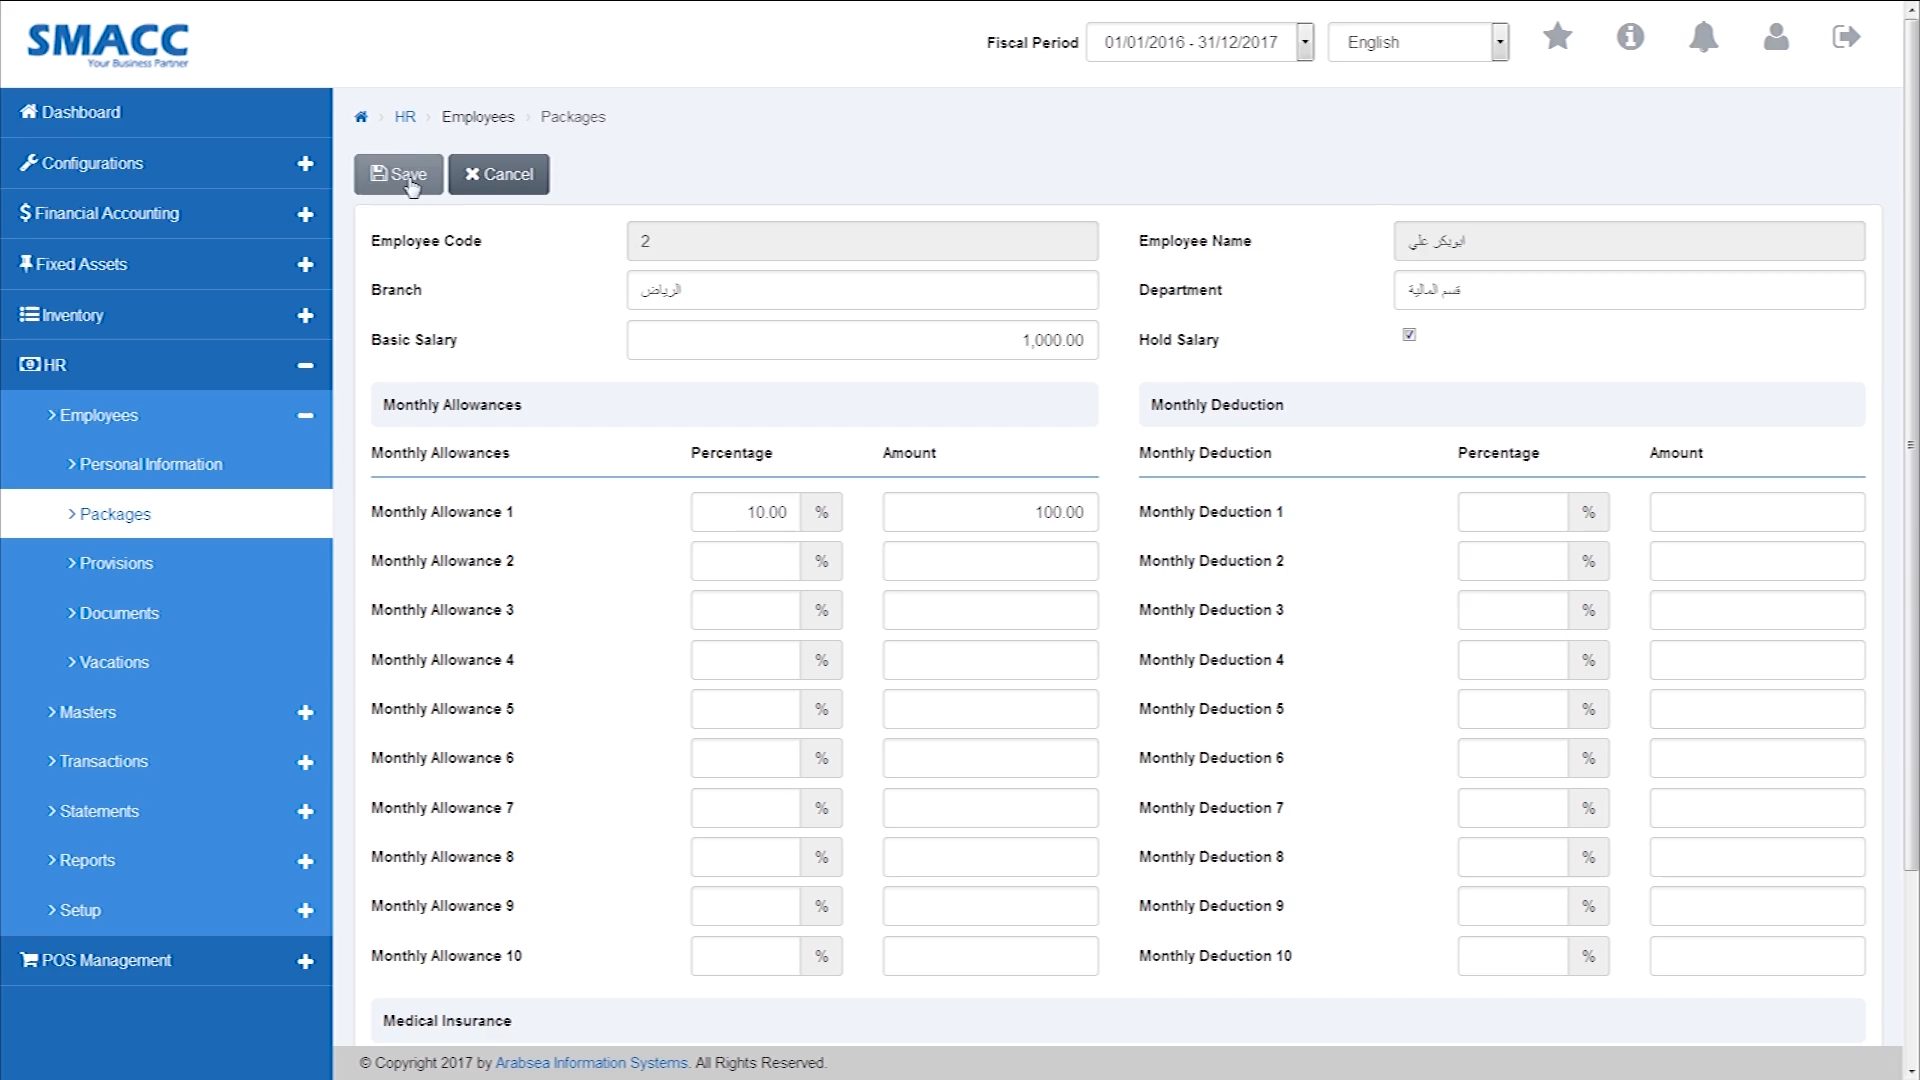 SMACC
Your Business Partner
Fiscal Period 01/01/2016 - 31/12/2017 English
Dashboard
Configurations
Financial Accounting
Fixed Assets
Inventory
HR
Employees
Personal Information
Packages
Provisions
Documents
Vacations
Masters
Transactions
Statements
Reports
Setup
POS Management
HR Employees Packages
Save Cancel
Employee Code 2 Employee Name ابوبكر علي
Branch الرياض Department قسم المالية
Basic Salary 1,000.00 Hold Salary
Monthly Allowances Monthly Deduction
Monthly Allowances Percentage Amount Monthly Deduction Percentage Amount
Monthly Allowance 1 10.00 % 100.00 Monthly Deduction 1 %
Monthly Allowance 2 % Monthly Deduction 2 %
Monthly Allowance 3 % Monthly Deduction 3 %
Monthly Allowance 4 % Monthly Deduction 4 %
Monthly Allowance 5 % Monthly Deduction 5 %
Monthly Allowance 6 % Monthly Deduction 6 %
Monthly Allowance 7 % Monthly Deduction 7 %
Monthly Allowance 8 % Monthly Deduction 8 %
Monthly Allowance 9 % Monthly Deduction 9 %
Monthly Allowance 10 % Monthly Deduction 10 %
Medical Insurance
© Copyright 2017 by Arabsea Information Systems. All Rights Reserved.